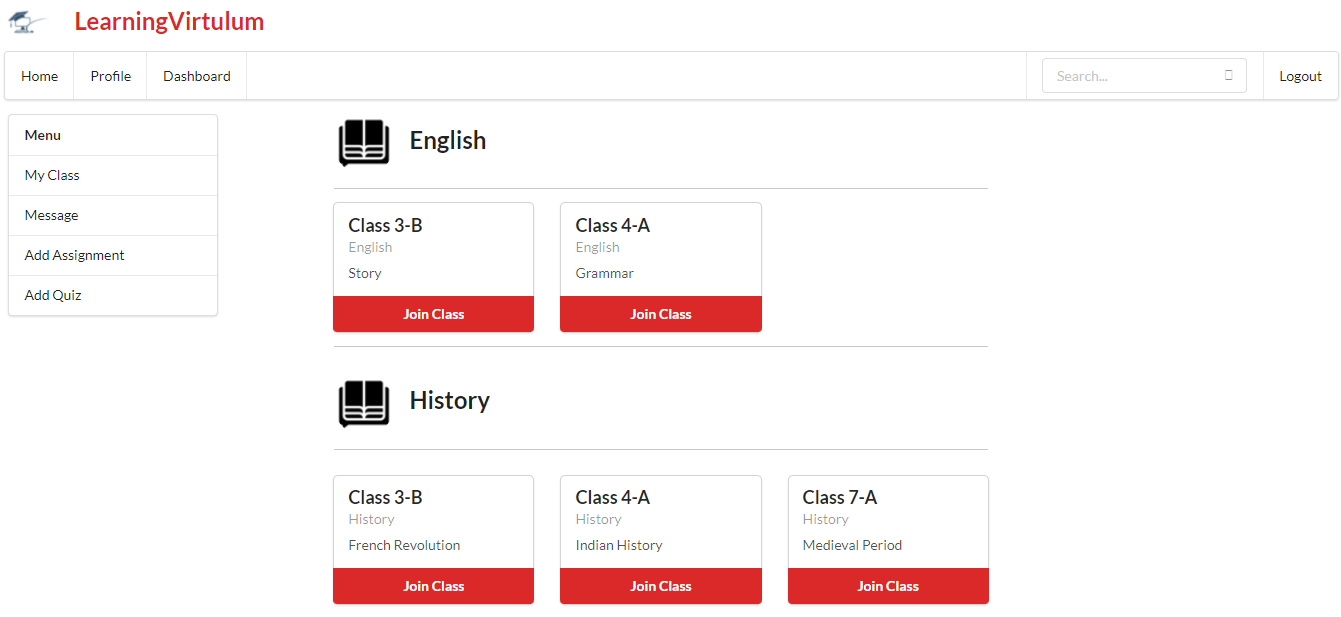 LearningVirtulum
Home Profile Dashboard Search... Logout
Menu
My Class
Message
Add Assignment
Add Quiz
English
Class 3-B
English
Story
Join Class
Class 4-A
English
Grammar
Join Class
History
Class 3-B
History
French Revolution
Join Class
Class 4-A
History
Indian History
Join Class
Class 7-A
History
Medieval Period
Join Class